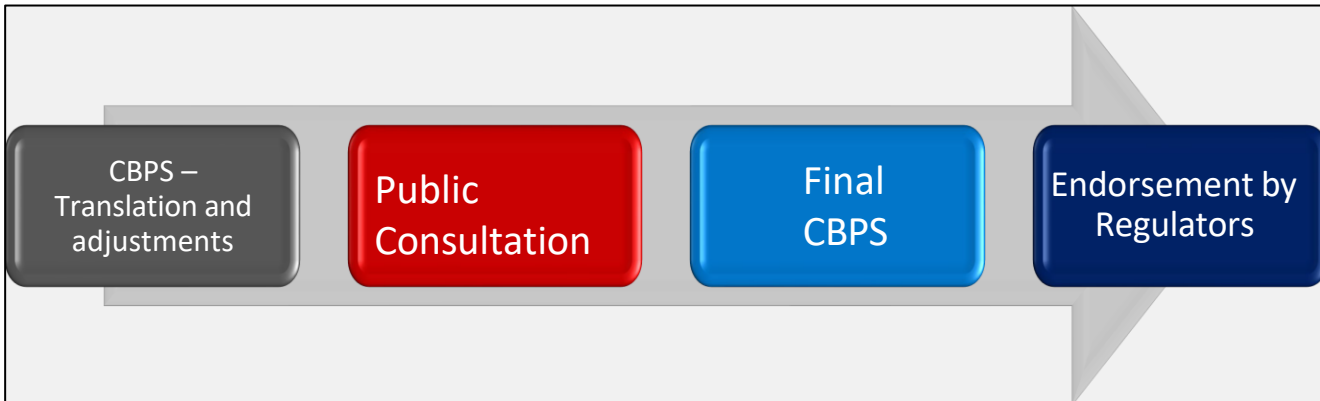 CBPS –
Translation and
adjustments
Public
Consultation
Final
CBPS
Endorsement by
Regulators